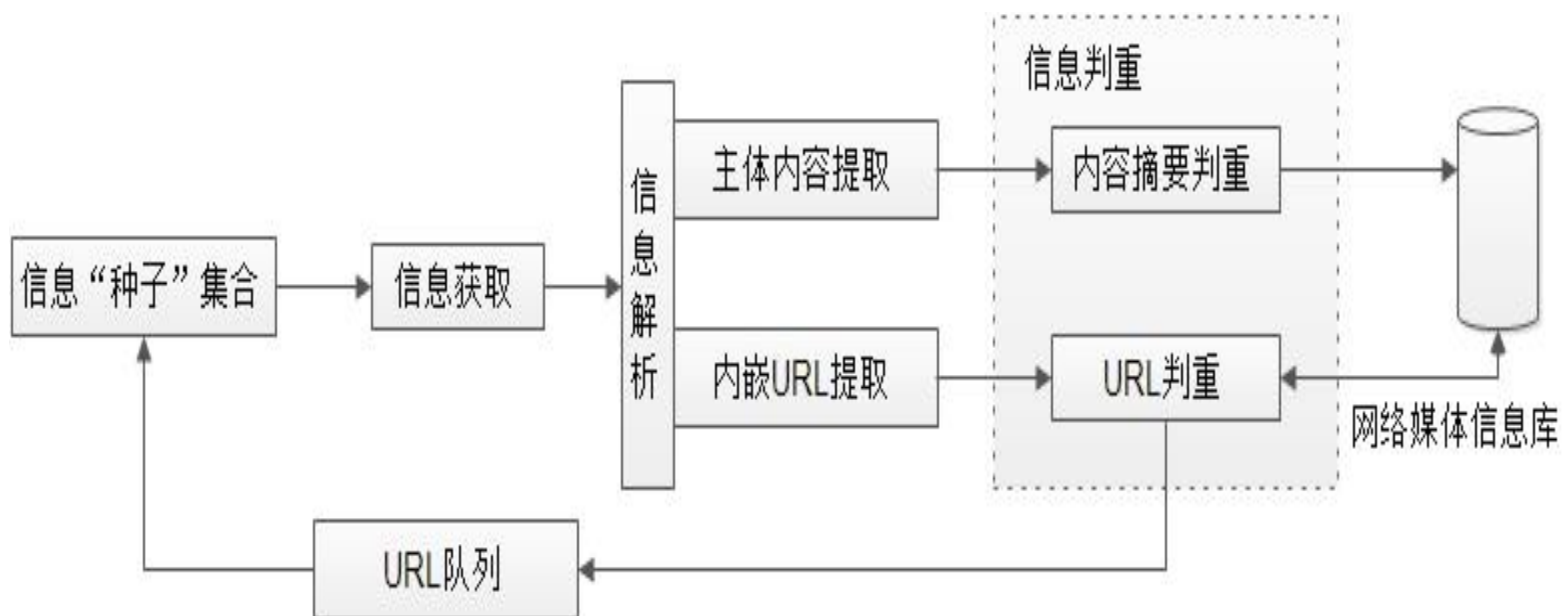 信息判重
主体内容提取
内容摘要判重
信息解析
信息“种子”集合
信息获取
内嵌URL提取
URL判重
网络媒体信息库
URL队列